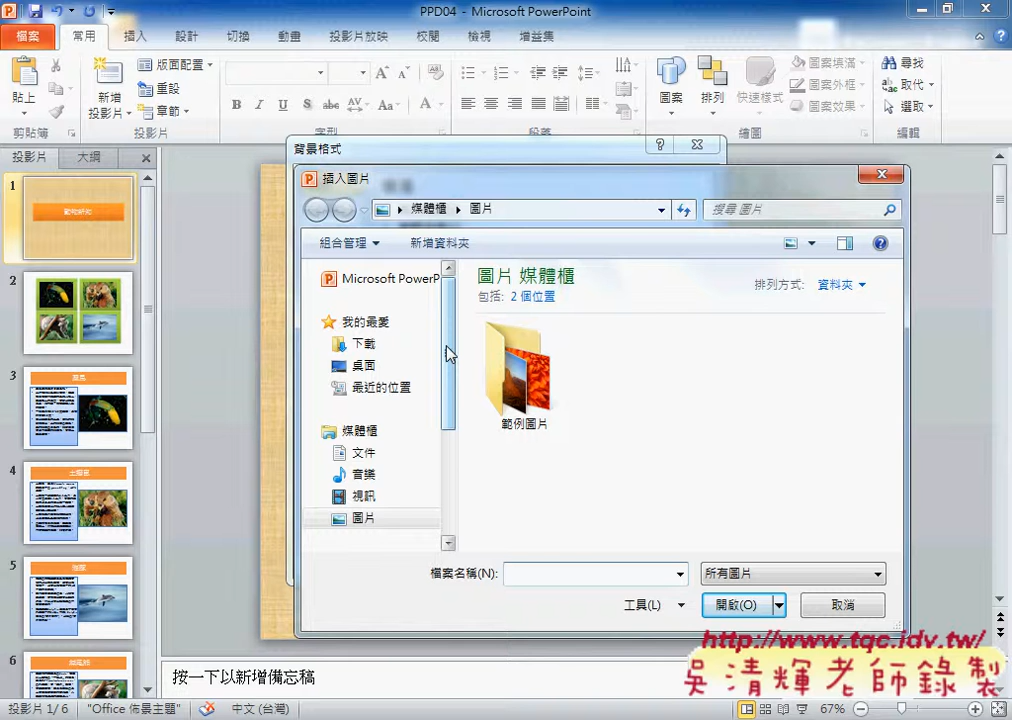 PPD04 - Microsoft PowerPoint
檔案 常用 插入 設計 切換 動畫 投影片放映 校閱 檢視 增益集
貼上 新增 投影片 版面配置 重設 章節
B I U S abc AV Aa A
圖案 排列 快速樣式 圖案填滿 圖案外框 圖案效果 尋找 取代 選取
剪貼簿 投影片 字型 段落 繪圖 編輯
投影片 大綱
背景格式
插入圖片
媒體櫃 圖片 搜尋 圖片
組合管理 新增資料夾
Microsoft PowerP
圖片 媒體櫃
包括: 2 個位置
排列方式: 資料夾
我的最愛
下載
桌面
最近的位置
媒體櫃
文件
音樂
視訊
圖片
範例圖片
檔案名稱(N):
所有圖片
工具(L) 開啟(O) 取消
1
2
3
4
5
6
http://www.tqc.idv.tw/
吳清輝老師錄製
按一下以新增備忘稿
投影片 1/6 "Office 佈景主題" 中文 (台灣) 67%